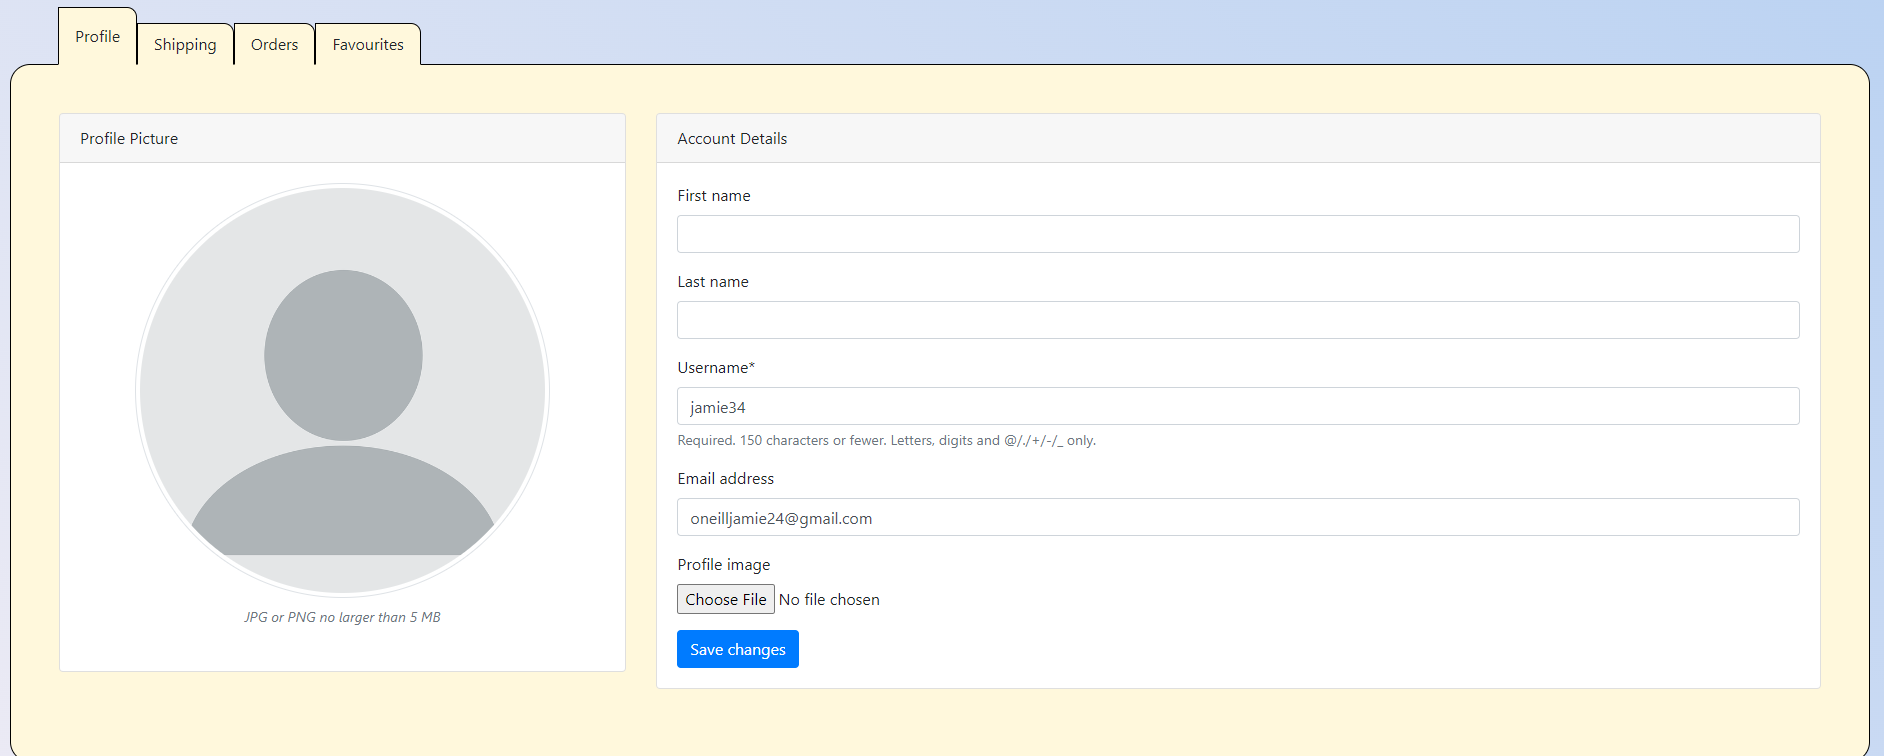 Profile
Shipping
Orders
Favourites
Profile Picture
JPG or PNG no larger than 5 MB
Account Details
First name
Last name
Username*
jamie34
Required. 150 characters or fewer. Letters, digits and @/./+/-/_ only.
Email address
oneilljamie24@gmail.com
Profile image
Choose File No file chosen
Save changes